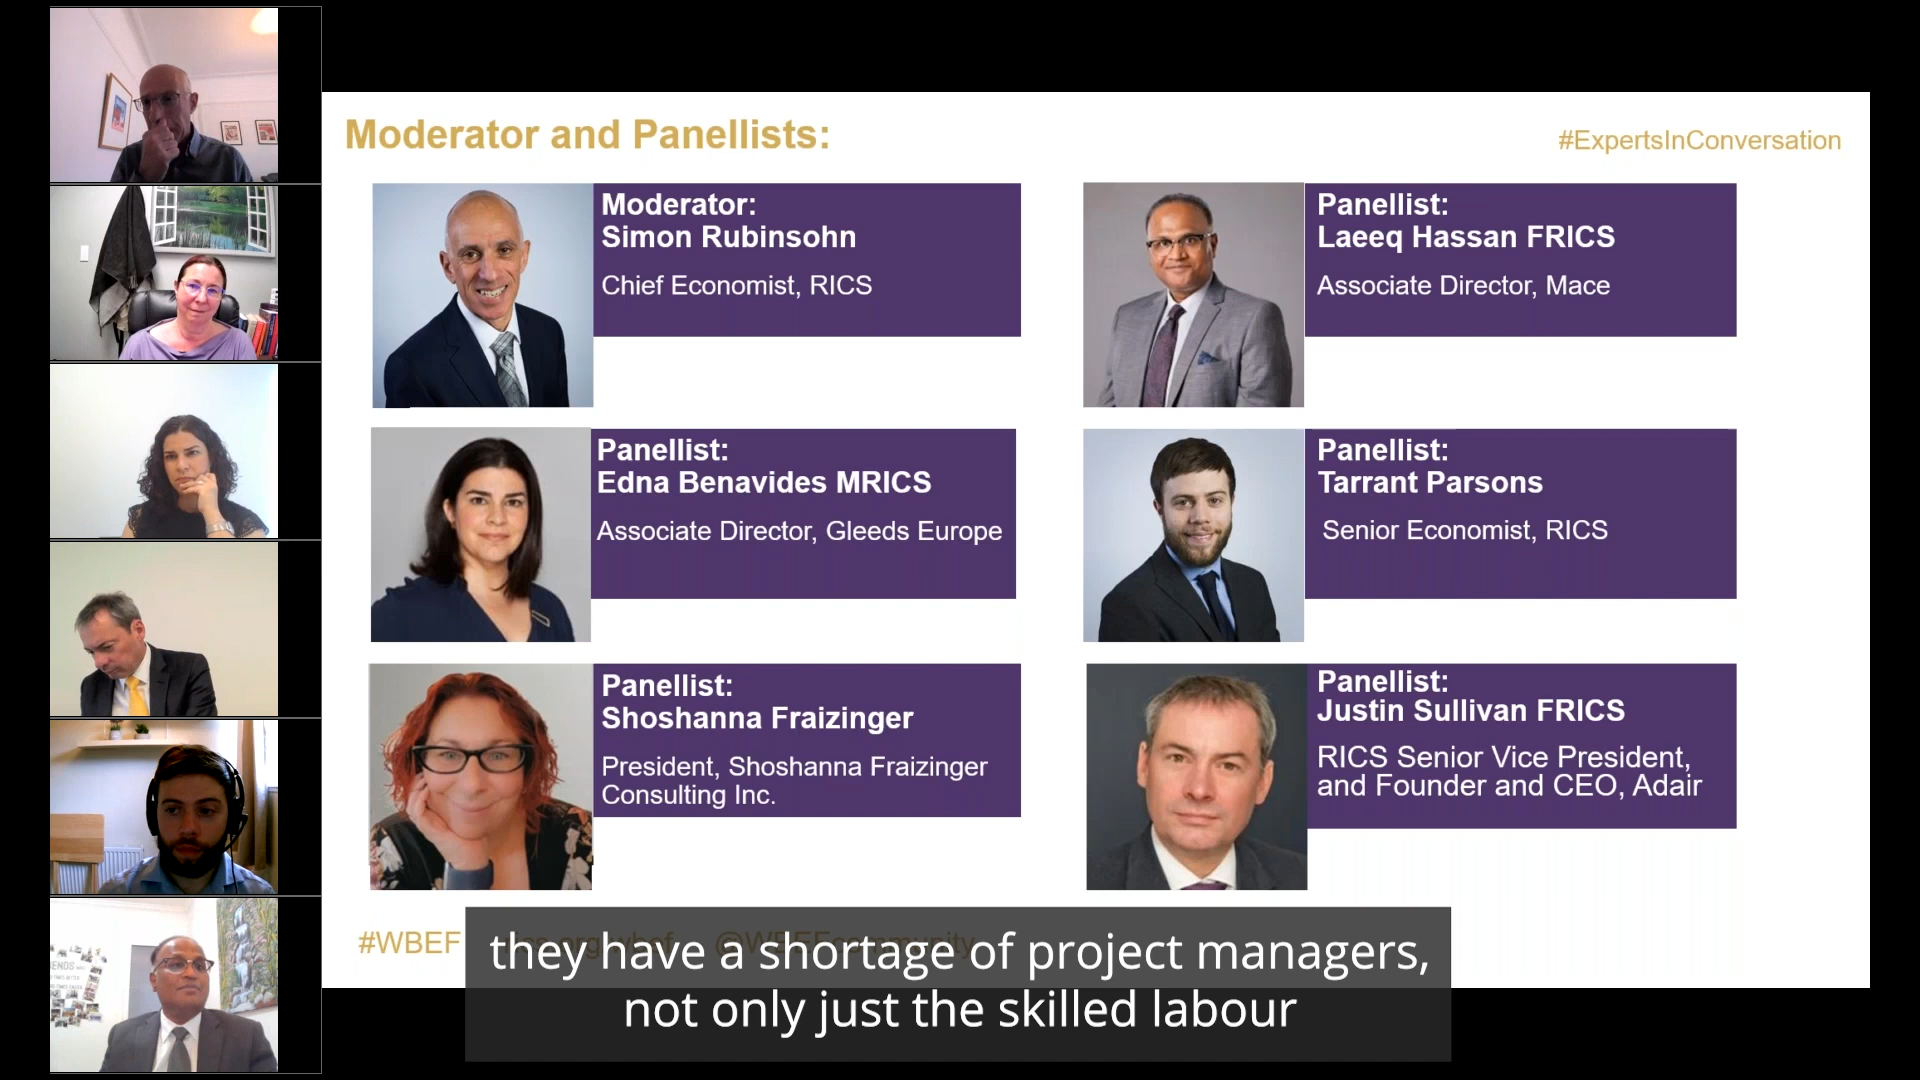 Moderator and Panellists:
#ExpertsInConversation
Moderator:
Simon Rubinsohn
Chief Economist, RICS
Panellist:
Laeeq Hassan FRICS
Associate Director, Mace
Panellist:
Edna Benavides MRICS
Associate Director, Gleeds Europe
Panellist:
Tarrant Parsons
Senior Economist, RICS
Panellist:
Shoshanna Fraizinger
President, Shoshanna Fraizinger
Consulting Inc.
Panellist:
Justin Sullivan FRICS
RICS Senior Vice President,
and Founder and CEO, Adair
#WBEF
they have a shortage of project managers,
not only just the skilled labour